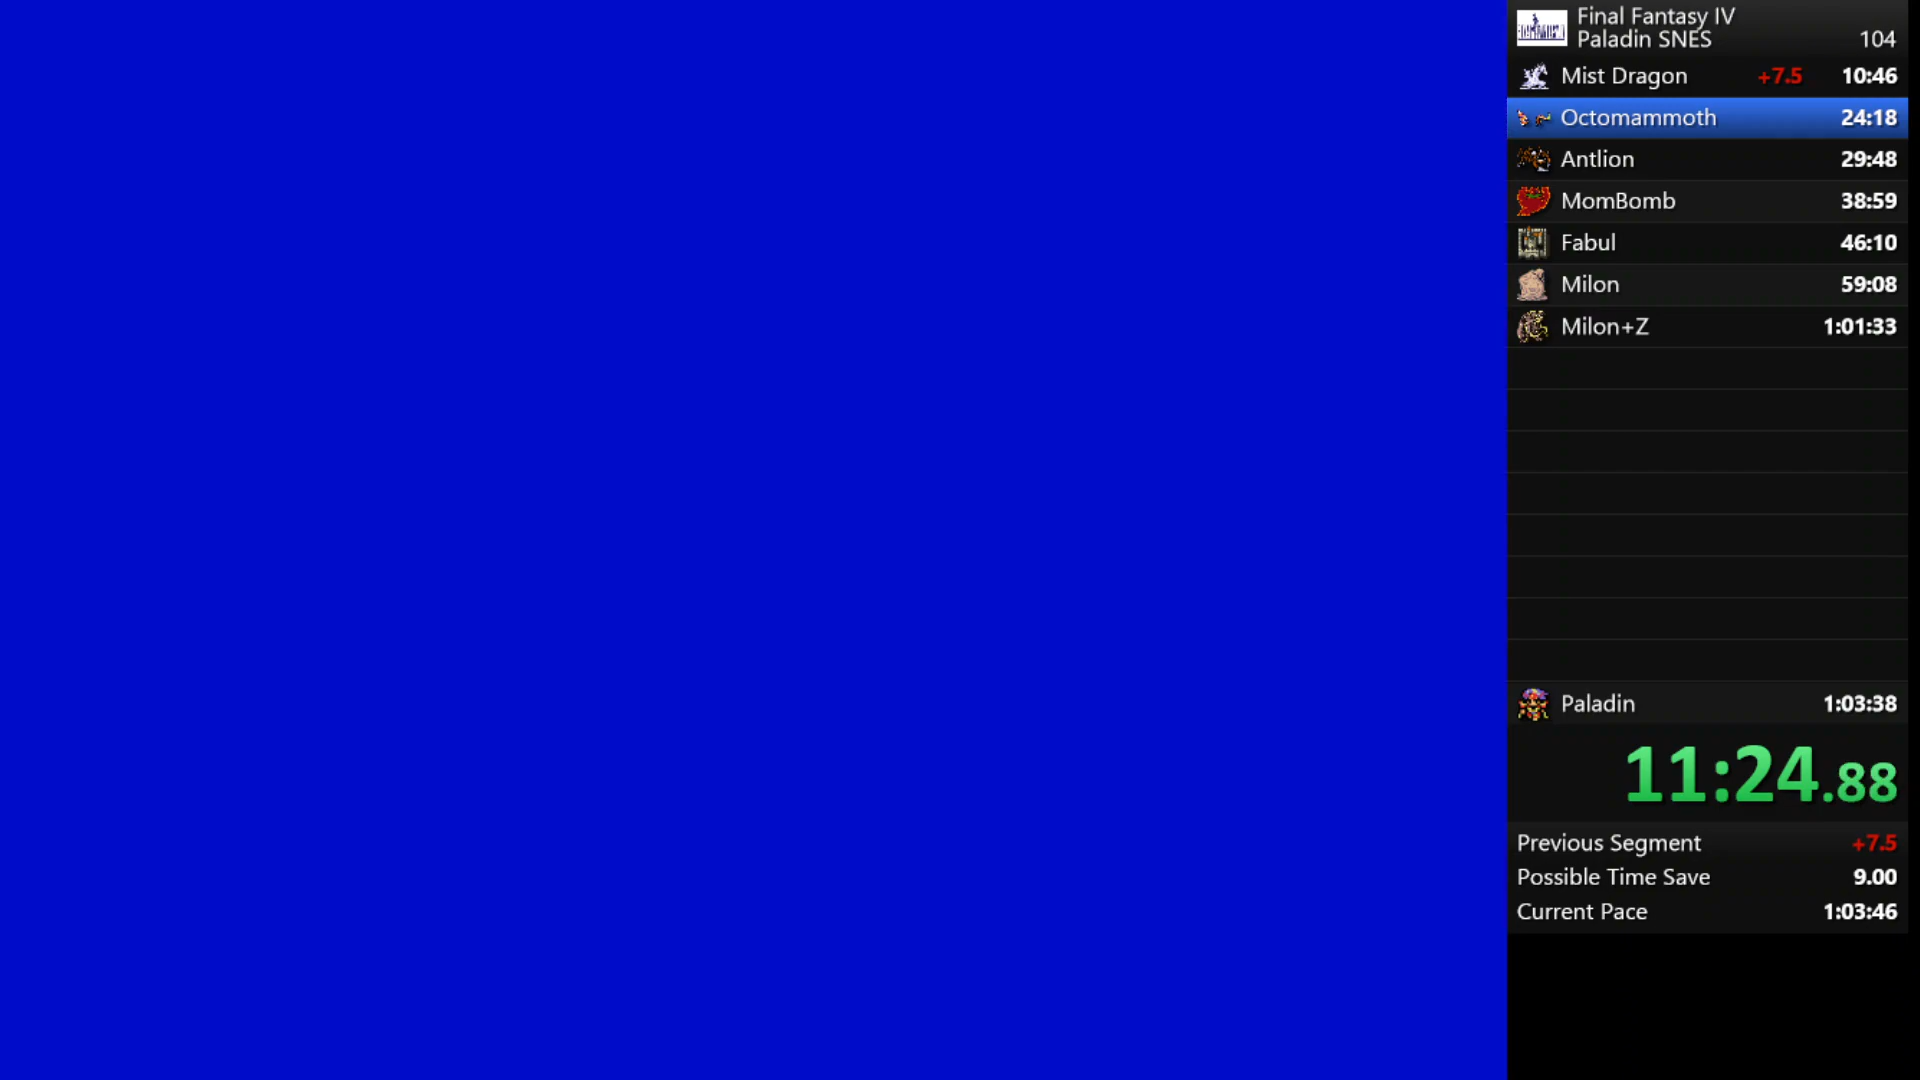 Final Fantasy IV
Paladin SNES 104
Mist Dragon +7.5 10:46
Octomammoth 24:18
Antlion 29:48
MomBomb 38:59
Fabul 46:10
Milon 59:08
Milon+Z 1:01:33
Paladin 1:03:38
11:24.88
Previous Segment +7.5
Possible Time Save 9.00
Current Pace 1:03:46